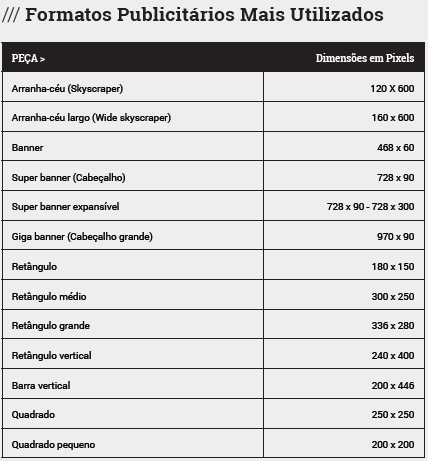 /// Formatos Publicitários Mais Utilizados
PEÇA > Dimensões em Pixels
Arranha-céu (Skyscraper) 120 X 600
Arranha-céu largo (Wide skyscraper) 160 x 600
Banner 468 x 60
Super banner (Cabeçalho) 728 x 90
Super banner expansível 728 x 90 - 728 x 300
Giga banner (Cabeçalho grande) 970 x 90
Retângulo 180 x 150
Retângulo médio 300 x 250
Retângulo grande 336 x 280
Retângulo vertical 240 x 400
Barra vertical 200 x 446
Quadrado 250 x 250
Quadrado pequeno 200 x 200